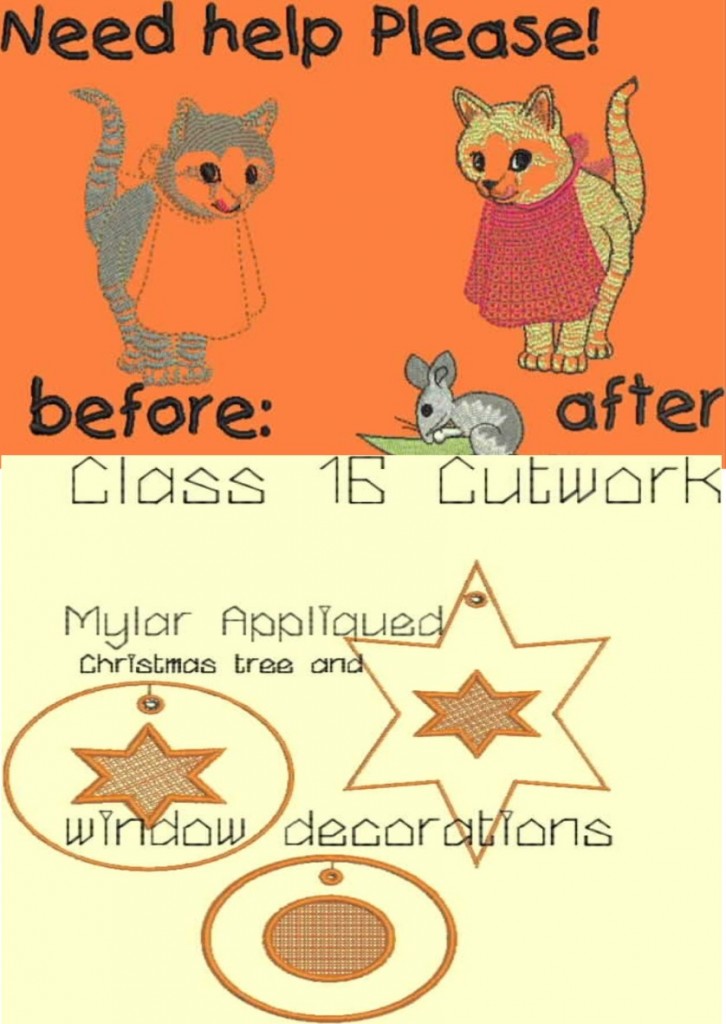 Need help Please!
before:
after
Class 16 Cutwork
Mylar Appliqued
Christmas tree and
window decorations